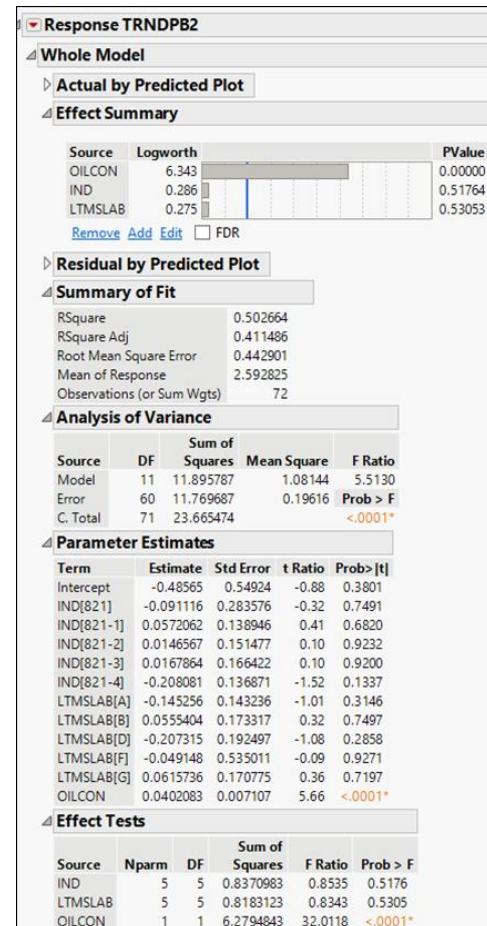 Response TRNDPB2
Whole Model
Actual by Predicted Plot
Effect Summary
Source Logworth PValue
OILCON 6.343 0.00000
IND 0.286 0.51764
LTMSLAB 0.275 0.53053
Remove Add Edit FDR
Residual by Predicted Plot
Summary of Fit
RSquare 0.502664
RSquare Adj 0.411486
Root Mean Square Error 0.442901
Mean of Response 2.592825
Observations (or Sum Wgts) 72
Analysis of Variance
Sum of
Source DF Squares Mean Square F Ratio
Model 11 11.895787 1.08144 5.5130
Error 60 11.769687 0.19616 Prob > F
C. Total 71 23.665474 <.0001*
Parameter Estimates
Term Estimate Std Error t Ratio Prob>|t|
Intercept -0.48565 0.54924 -0.88 0.3801
IND[821] -0.091116 0.283576 -0.32 0.7491
IND[821-1] 0.0572062 0.138946 0.41 0.6820
IND[821-2] 0.0146567 0.151477 0.10 0.9232
IND[821-3] 0.0167864 0.166422 0.10 0.9200
IND[821-4] -0.208081 0.136871 -1.52 0.1337
LTMSLAB[A] -0.145256 0.143236 -1.01 0.3146
LTMSLAB[B] 0.0555404 0.173317 0.32 0.7497
LTMSLAB[D] -0.207315 0.192497 -1.08 0.2858
LTMSLAB[F] -0.049148 0.535011 -0.09 0.9271
LTMSLAB[G] 0.0615736 0.170775 0.36 0.7197
OILCON 0.0402083 0.007107 5.66 <.0001*
Effect Tests
Sum of
Source Nparm DF Squares F Ratio Prob > F
IND 5 5 0.8370983 0.8535 0.5176
LTMSLAB 5 5 0.8183123 0.8343 0.5305
OILCON 1 1 6.2794843 32.0118 <.0001*